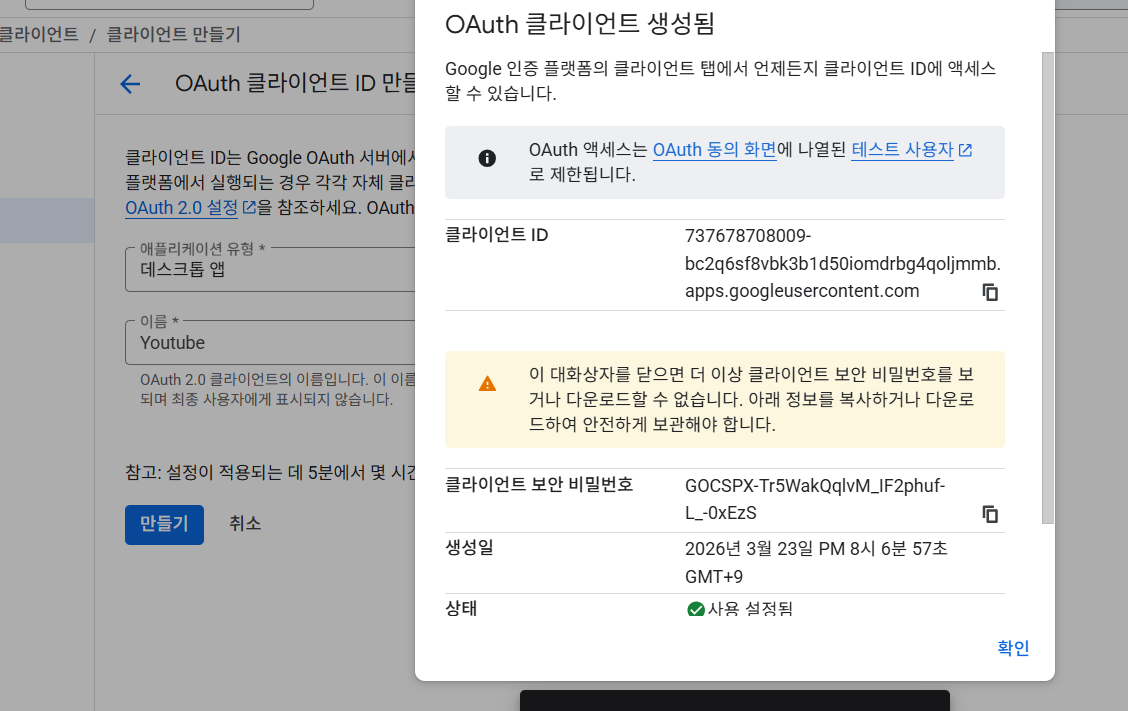 클라이언트 / 클라이언트 만들기
OAuth 클라이언트 ID 만들
클라이언트 ID는 Google OAuth 서버에서
플랫폼에서 실행되는 경우 각각 자체 클라
OAuth 2.0 설정을 참조하세요. OAuth
애플리케이션 유형 *
데스크톱 앱
이름 *
Youtube
OAuth 2.0 클라이언트의 이름입니다. 이 이름
되며 최종 사용자에게 표시되지 않습니다.
참고: 설정이 적용되는 데 5분에서 몇 시간
만들기
취소
OAuth 클라이언트 생성됨
Google 인증 플랫폼의 클라이언트 탭에서 언제든지 클라이언트 ID에 액세스
할 수 있습니다.
OAuth 액세스는 OAuth 동의 화면에 나열된 테스트 사용자
로 제한됩니다.
클라이언트 ID
737678708009-
bc2q6sf8vbk3b1d50iomdrbg4qoljmmb.
apps.googleusercontent.com
이 대화상자를 닫으면 더 이상 클라이언트 보안 비밀번호를 보
거나 다운로드할 수 없습니다. 아래 정보를 복사하거나 다운로
드하여 안전하게 보관해야 합니다.
클라이언트 보안 비밀번호
GOCSPX-Tr5WakQqlvM_IF2phuf-
L_-0xEzS
생성일
2026년 3월 23일 PM 8시 6분 57초
GMT+9
상태
사용 설정됨
확인